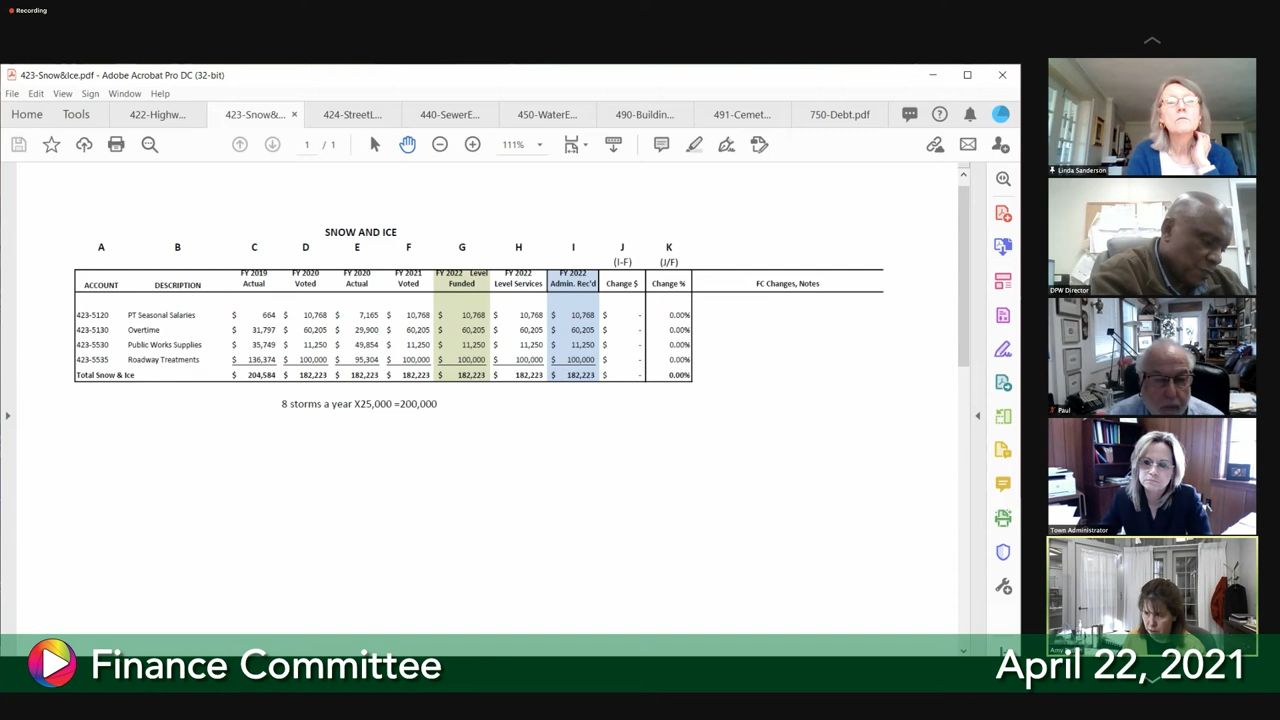 Recording
423-Snow&Ice.pdf - Adobe Acrobat Pro DC (32-bit)
File Edit View Sign Window Help
Home Tools 422-Highw... 423-Snow&... × 424-StreetL... 440-SewerE... 450-WaterE... 490-Buildin... 491-Cemet... 750-Debt.pdf
1 / 1 111%
SNOW AND ICE
A B C D E F G H I J K
(I-F) (J/F)
FY 2019 FY 2020 FY 2020 FY 2021 FY 2022 Level FY 2022 FY 2022
ACCOUNT DESCRIPTION Actual Voted Actual Voted Funded Level Services Admin. Rec'd Change $ Change % FC Changes, Notes
423-5120 PT Seasonal Salaries $ 664 $ 10,768 $ 7,165 $ 10,768 $ 10,768 $ 10,768 $ 10,768 $ - 0.00%
423-5130 Overtime $ 31,797 $ 60,205 $ 29,900 $ 60,205 $ 60,205 $ 60,205 $ 60,205 $ - 0.00%
423-5530 Public Works Supplies $ 35,749 $ 11,250 $ 49,854 $ 11,250 $ 11,250 $ 11,250 $ 11,250 $ - 0.00%
423-5535 Roadway Treatments $ 136,374 $ 100,000 $ 95,304 $ 100,000 $ 100,000 $ 100,000 $ 100,000 $ - 0.00%
Total Snow & Ice $ 204,584 $ 182,223 $ 182,223 $ 182,223 $ 182,223 $ 182,223 $ 182,223 $ - 0.00%
8 storms a year X25,000 =200,000
Linda Sanderson
DPW Director
Paul
Town Administrator
Amy
Finance Committee
April 22, 2021